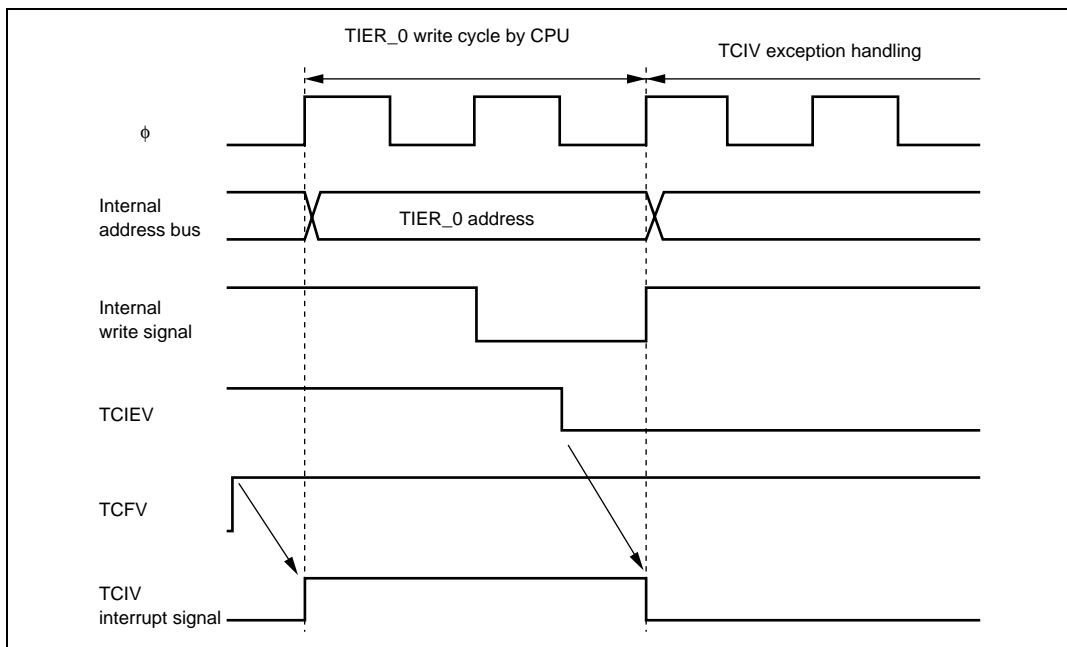 TIER_0 write cycle by CPU
TCIV exception handling
ϕ
Internal
address bus
TIER_0 address
Internal
write signal
TCIEV
TCFV
TCIV
interrupt signal